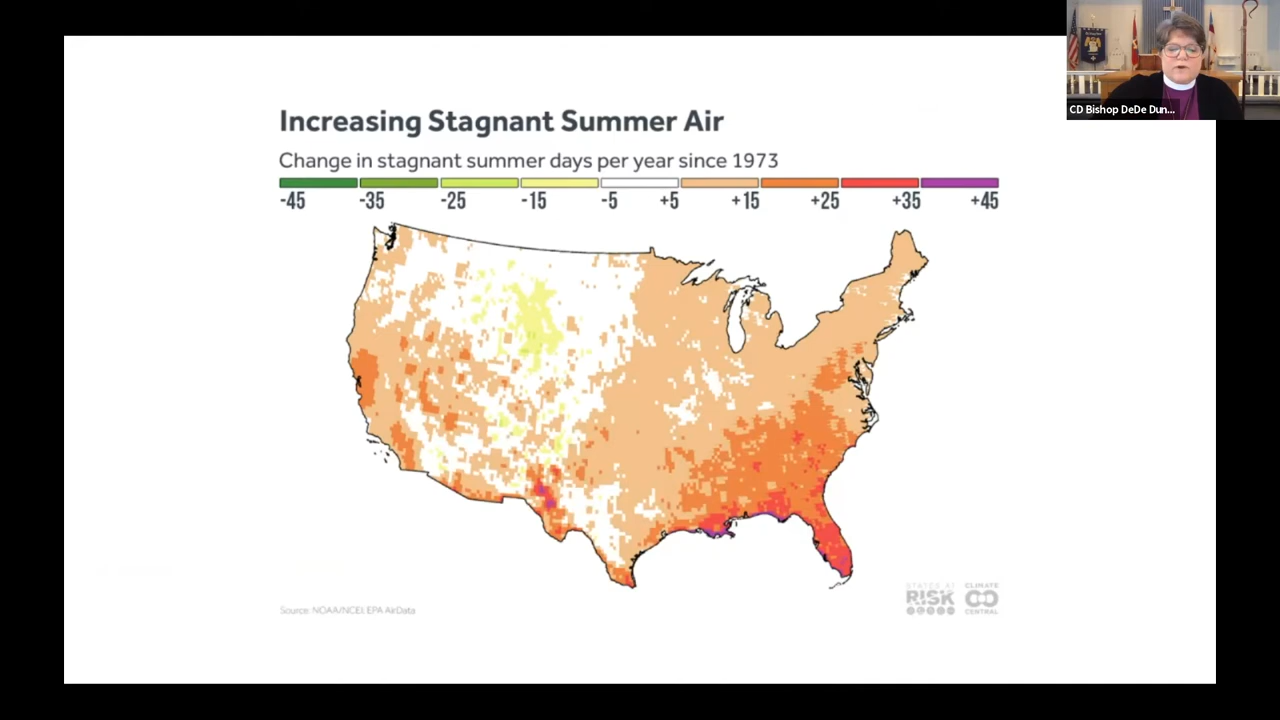 CD Bishop DeDe Dun...
Increasing Stagnant Summer Air
Change in stagnant summer days per year since 1973
-45 -35 -25 -15 -5 +5 +15 +25 +35 +45
Source: NOAA/NCEI, EPA AirData
STATES AT
RISK
CLIMATE
CENTRAL